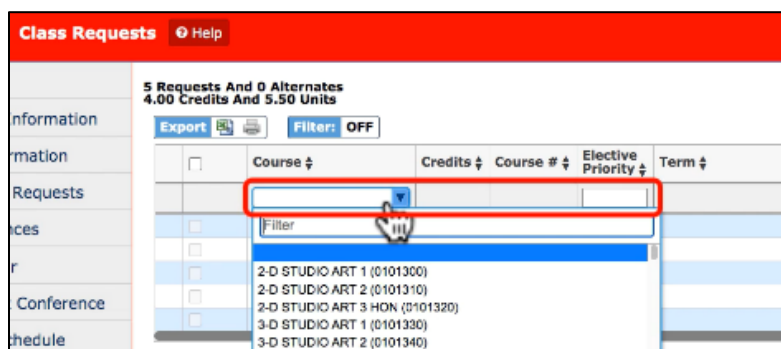 Class Requests Help
5 Requests And 0 Alternates
4.00 Credits And 5.50 Units
Export Filter: OFF
nformation
rmation
Requests
nces
r
Conference
hedule
Course Credits Course # Elective Priority Term
Filter
2-D STUDIO ART 1 (0101300)
2-D STUDIO ART 2 (0101310)
2-D STUDIO ART 3 HON (0101320)
3-D STUDIO ART 1 (0101330)
3-D STUDIO ART 2 (0101340)